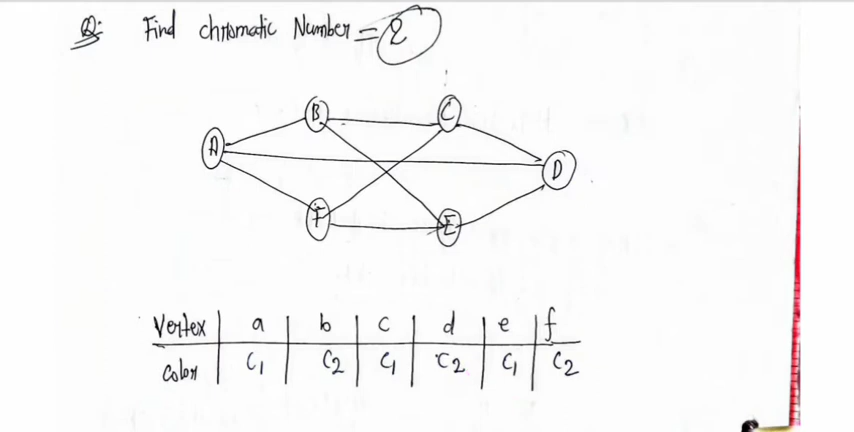 Q: Find chromatic Number = 2
B C
A D
F E
Vertex a b c d e f
Color C1 C2 C1 C2 C1 C2